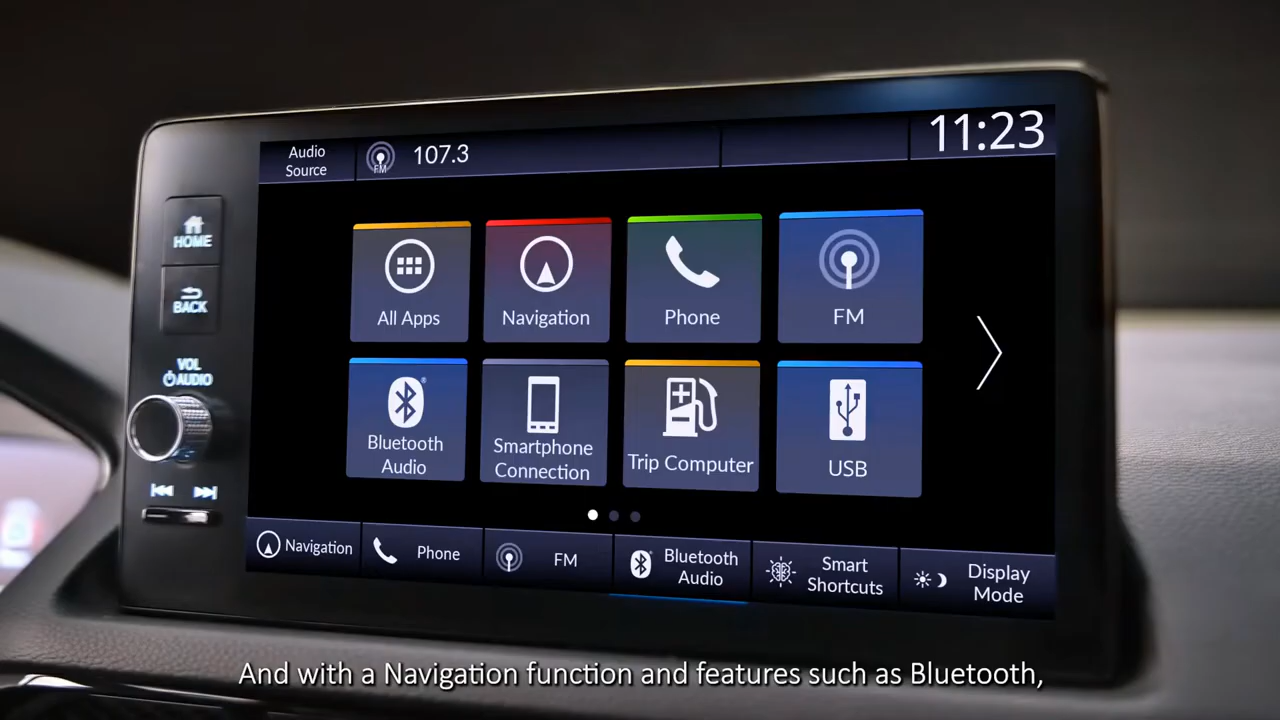 Audio
Source
FM
107.3
11:23
HOME
BACK
VOL
AUDIO
All Apps
Navigation
Phone
FM
Bluetooth
Audio
Smartphone
Connection
Trip Computer
USB
Navigation
Phone
FM
Bluetooth
Audio
Smart
Shortcuts
Display
Mode
And with a Navigation function and features such as Bluetooth,